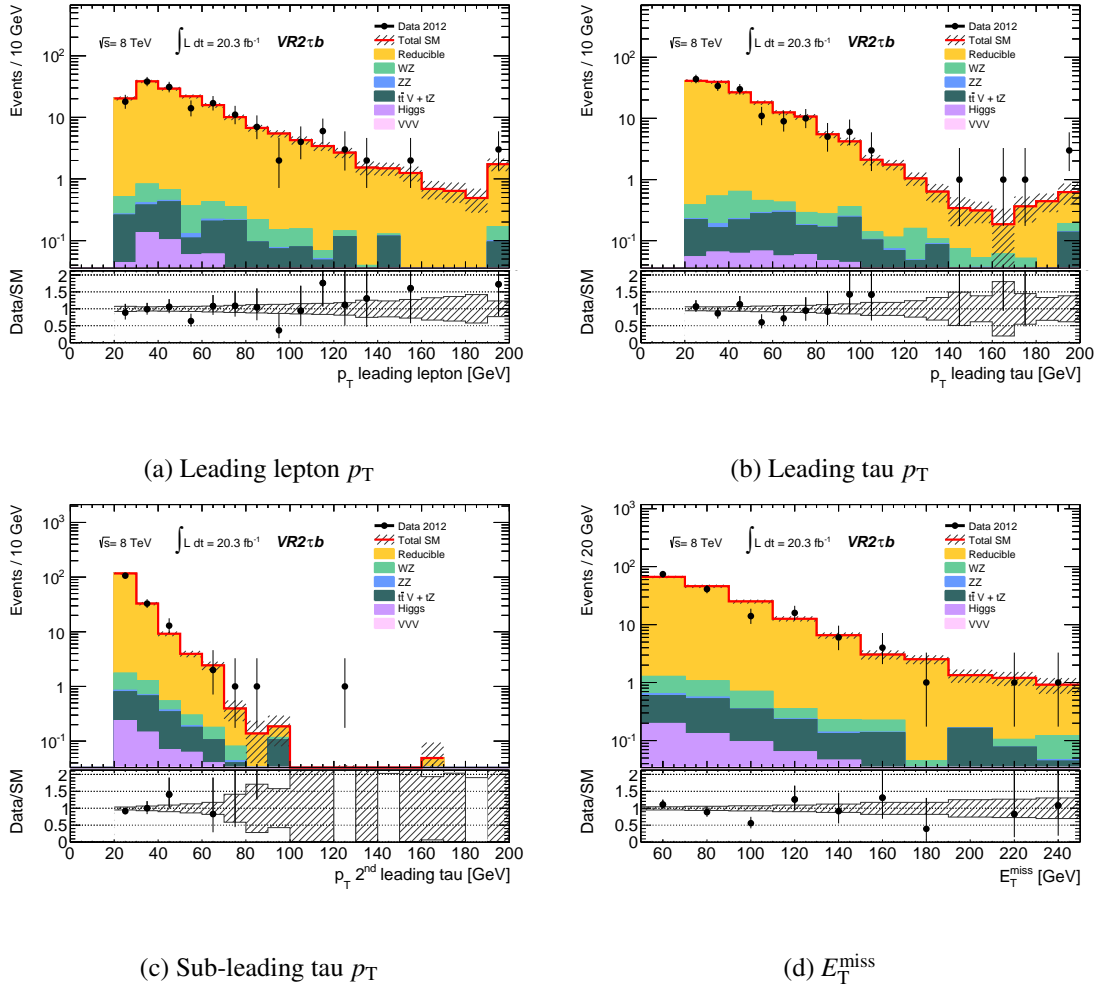 Events / 10 GeV
10²
10
1
10⁻¹
√s= 8 TeV ∫L dt = 20.3 fb⁻¹ VR2τb
Data 2012
Total SM
Reducible
WZ
ZZ
tt̄ V + tZ
Higgs
VVV
Data/SM
2
1.5
1
0.5
0
0 20 40 60 80 100 120 140 160 180 200
p_T leading lepton [GeV]
(a) Leading lepton p_T
Events / 10 GeV
10²
10
1
10⁻¹
√s= 8 TeV ∫L dt = 20.3 fb⁻¹ VR2τb
Data 2012
Total SM
Reducible
WZ
ZZ
tt̄ V + tZ
Higgs
VVV
Data/SM
2
1.5
1
0.5
0
0 20 40 60 80 100 120 140 160 180 200
p_T leading tau [GeV]
(b) Leading tau p_T
Events / 10 GeV
10³
10²
10
1
10⁻¹
√s= 8 TeV ∫L dt = 20.3 fb⁻¹ VR2τb
Data 2012
Total SM
Reducible
WZ
ZZ
tt̄ V + tZ
Higgs
VVV
Data/SM
2
1.5
1
0.5
0
0 20 40 60 80 100 120 140 160 180 200
p_T 2ⁿᵈ leading tau [GeV]
(c) Sub-leading tau p_T
Events / 20 GeV
10³
10²
10
1
10⁻¹
√s= 8 TeV ∫L dt = 20.3 fb⁻¹ VR2τb
Data 2012
Total SM
Reducible
WZ
ZZ
tt̄ V + tZ
Higgs
VVV
Data/SM
2
1.5
1
0.5
0
60 80 100 120 140 160 180 200 220 240
E_T^miss [GeV]
(d) E_T^miss